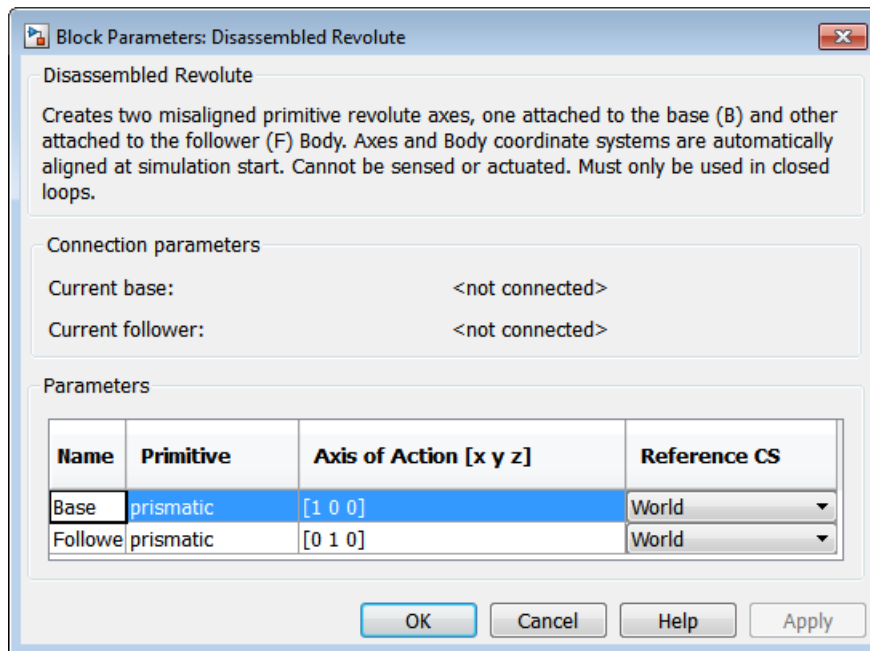 Block Parameters: Disassembled Revolute
Disassembled Revolute
Creates two misaligned primitive revolute axes, one attached to the base (B) and other
attached to the follower (F) Body. Axes and Body coordinate systems are automatically
aligned at simulation start. Cannot be sensed or actuated. Must only be used in closed
loops.
Connection parameters
Current base: <not connected>
Current follower: <not connected>
Parameters
Name Primitive Axis of Action [x y z] Reference CS
Base prismatic [1 0 0] World
Followe prismatic [0 1 0] World
OK Cancel Help Apply